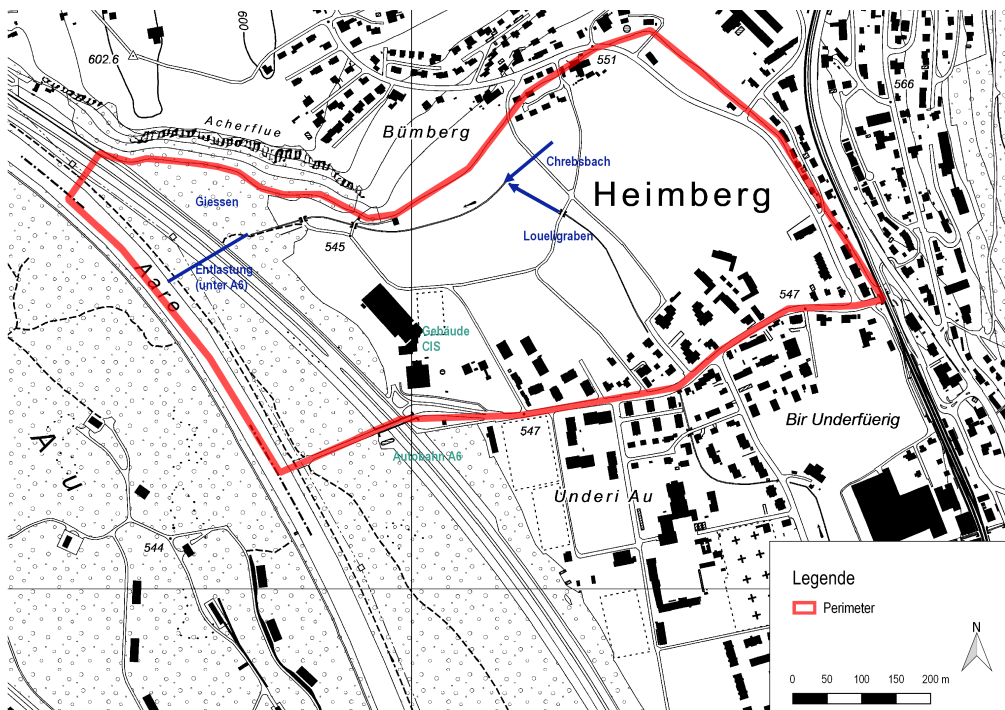 600
602.6
551
566
Acherflue
Bümberg
Chrebsbach
Heimberg
Giessen
Loueligraben
545
Entlastung
(unter A6)
Aare
547
Gebäude
CIS
547
Bir Underfüerig
Au
Autobahn A6
Underi Au
544
Legende
Perimeter
N
0 50 100 150 200 m